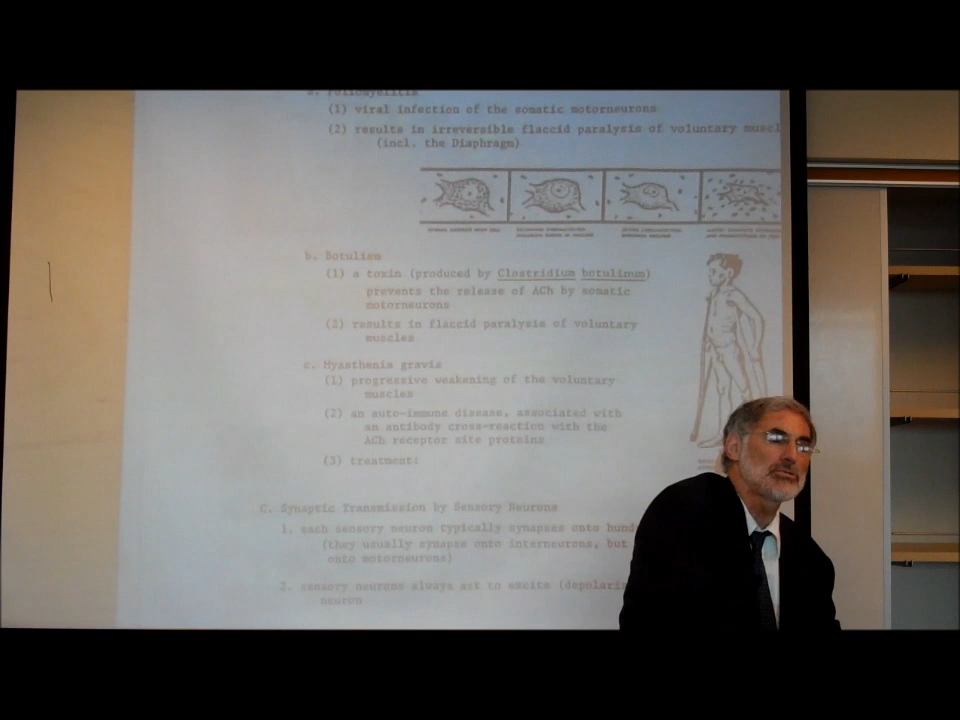 a. Poliomyelitis
(1) viral infection of the somatic motorneurons
(2) results in irreversible flaccid paralysis of voluntary muscl
(incl. the Diaphragm)
b. Botulism
(1) a toxin (produced by Clostridium botulinum)
prevents the release of ACh by somatic
motorneurons
(2) results in flaccid paralysis of voluntary
muscles
c. Myasthenia gravis
(1) progressive weakening of the voluntary
muscles
(2) an auto-immune disease, associated with
an antibody cross-reaction with the
ACh receptor site proteins
(3) treatment:
C. Synaptic Transmission by Sensory Neurons
1. each sensory neuron typically synapses onto hund
(they usually synapse onto interneurons, but
onto motorneurons)
2. sensory neurons always act to excite (depolariz
neuron